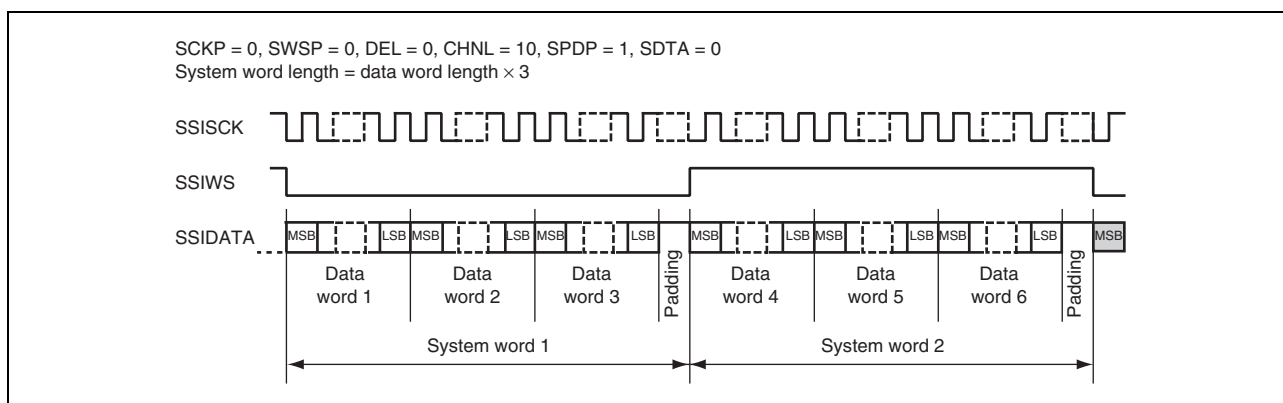 SCKP = 0, SWSP = 0, DEL = 0, CHNL = 10, SPDP = 1, SDTA = 0
System word length = data word length × 3
SSISCK
SSIWS
SSIDATA
MSB LSB MSB LSB MSB LSB MSB LSB MSB LSB MSB LSB MSB
Data word 1
Data word 2
Data word 3
Padding
Data word 4
Data word 5
Data word 6
Padding
System word 1
System word 2